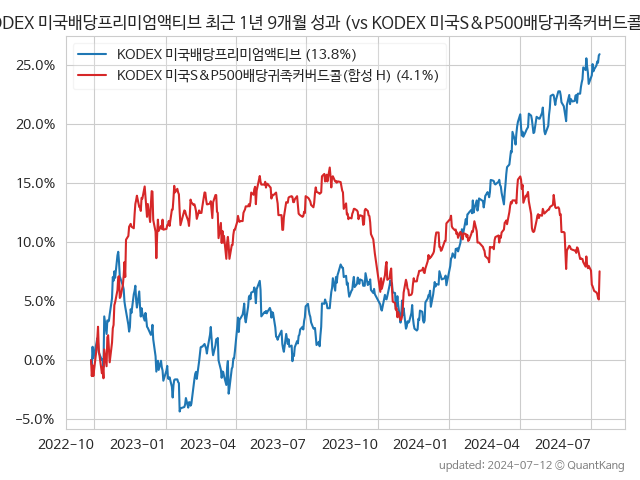 ODEX 미국배당프리미엄액티브 최근 1년 9개월 성과 (vs KODEX 미국S&P500배당귀족커버드콜
KODEX 미국배당프리미엄액티브 (13.8%)
KODEX 미국S&P500배당귀족커버드콜(합성 H) (4.1%)
25.0%
20.0%
15.0%
10.0%
5.0%
0.0%
−5.0%
2022-10 2023-01 2023-04 2023-07 2023-10 2024-01 2024-04 2024-07
updated: 2024-07-12 © QuantKang